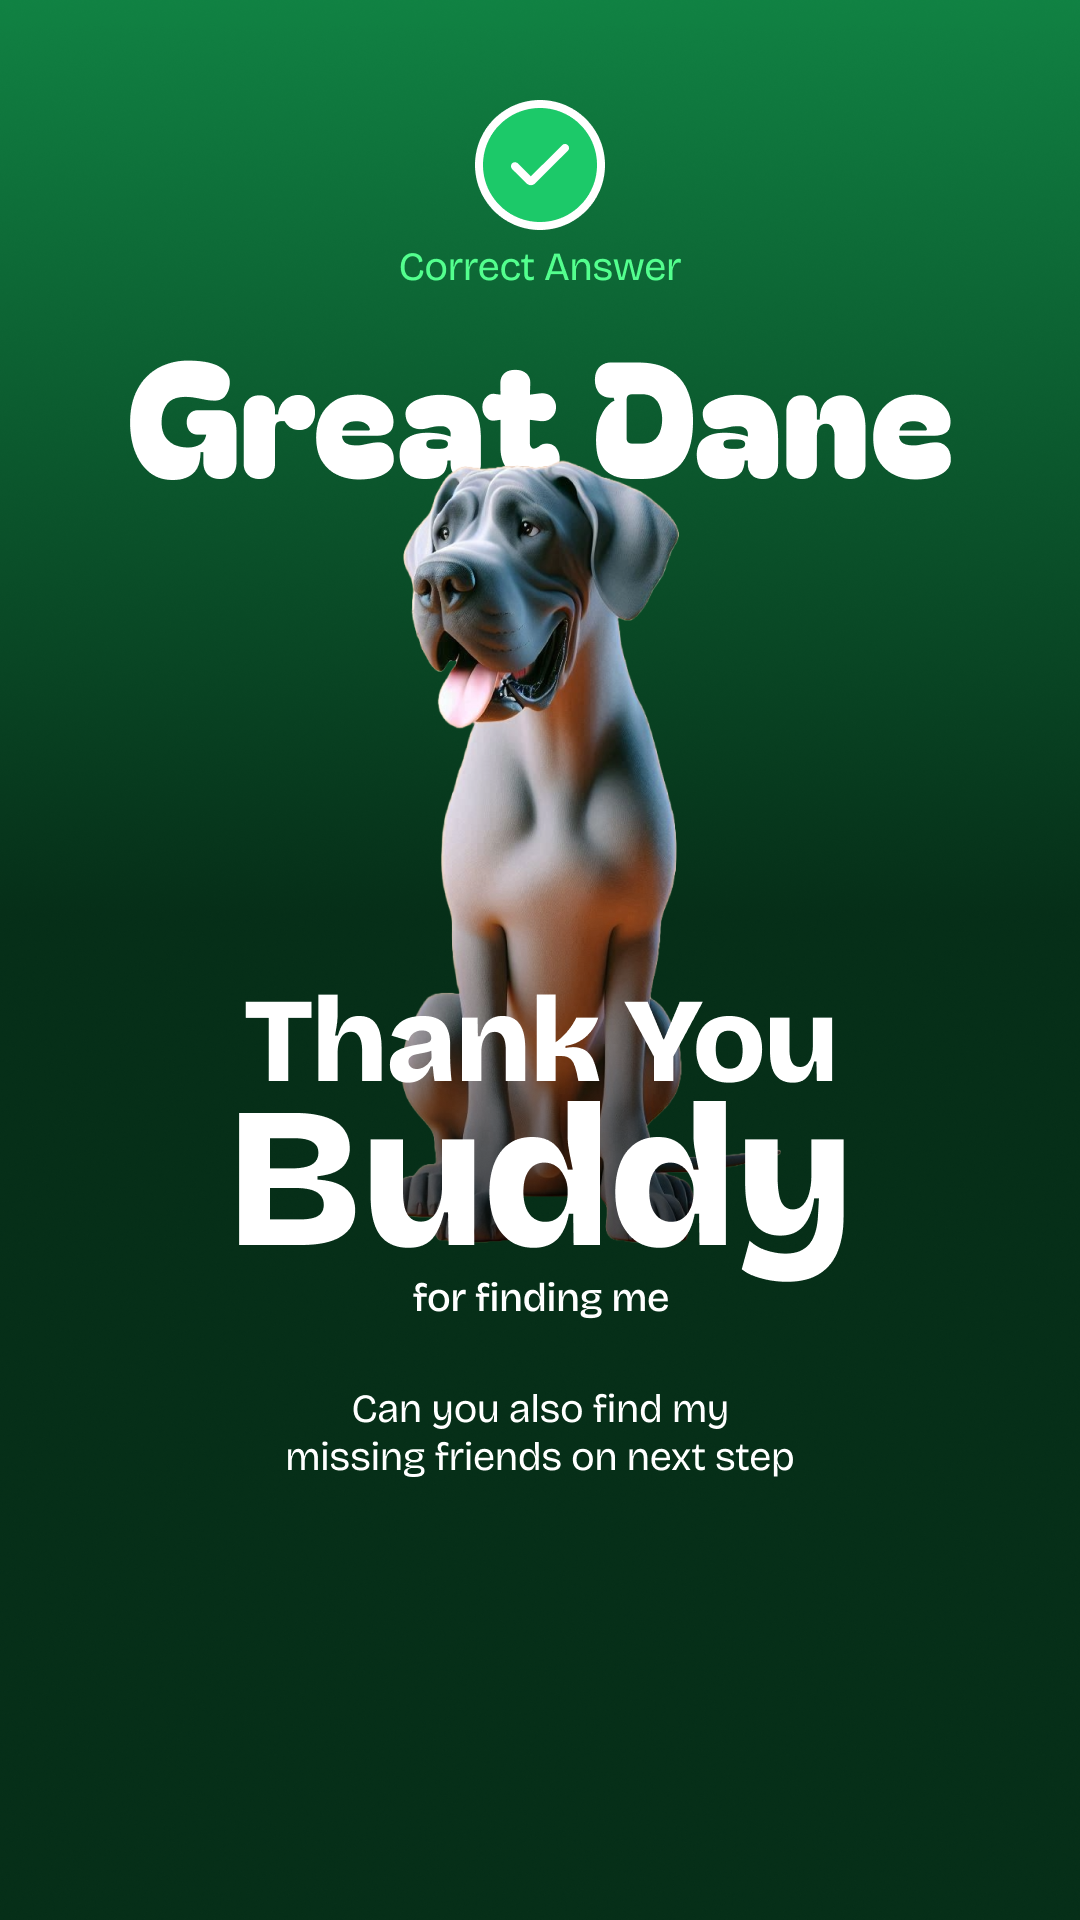 Correct Answer
Great Dane
Thank You
Buddy
for finding me
Can you also find my
missing friends on next step